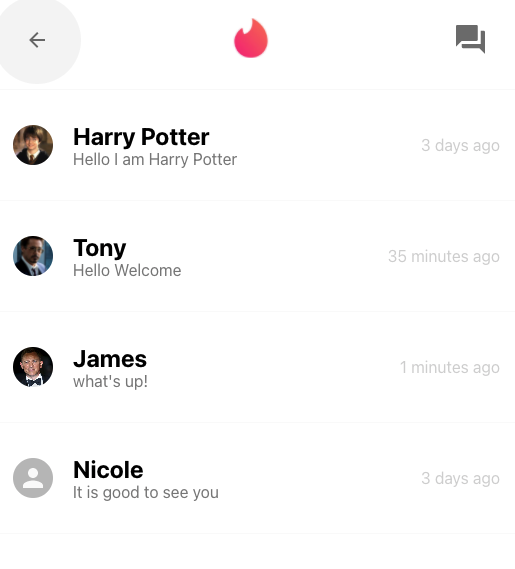 Harry Potter
Hello I am Harry Potter
3 days ago
Tony
Hello Welcome
35 minutes ago
James
what's up!
1 minutes ago
Nicole
It is good to see you
3 days ago